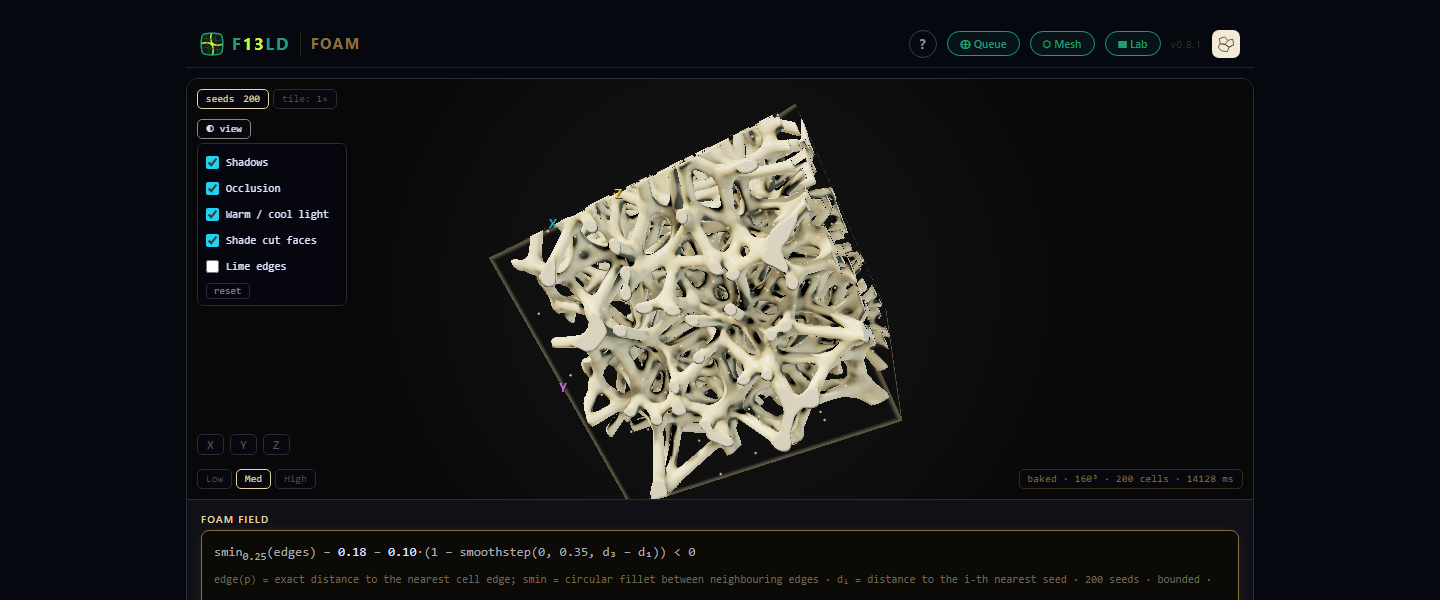 F13LD FOAM ? Queue Mesh Lab v0.8.1
seeds 200 tile: 1×
view
Shadows
Occlusion
Warm / cool light
Shade cut faces
Lime edges
reset
Z
X
Y
X Y Z
Low Med High baked · 160³ · 200 cells · 14128 ms
FOAM FIELD
smin0.25(edges) − 0.18 − 0.10·(1 − smoothstep(0, 0.35, d₃ − d₁)) < 0
edge(p) = exact distance to the nearest cell edge; smin = circular fillet between neighbouring edges · dᵢ = distance to the i-th nearest seed · 200 seeds · bounded ·